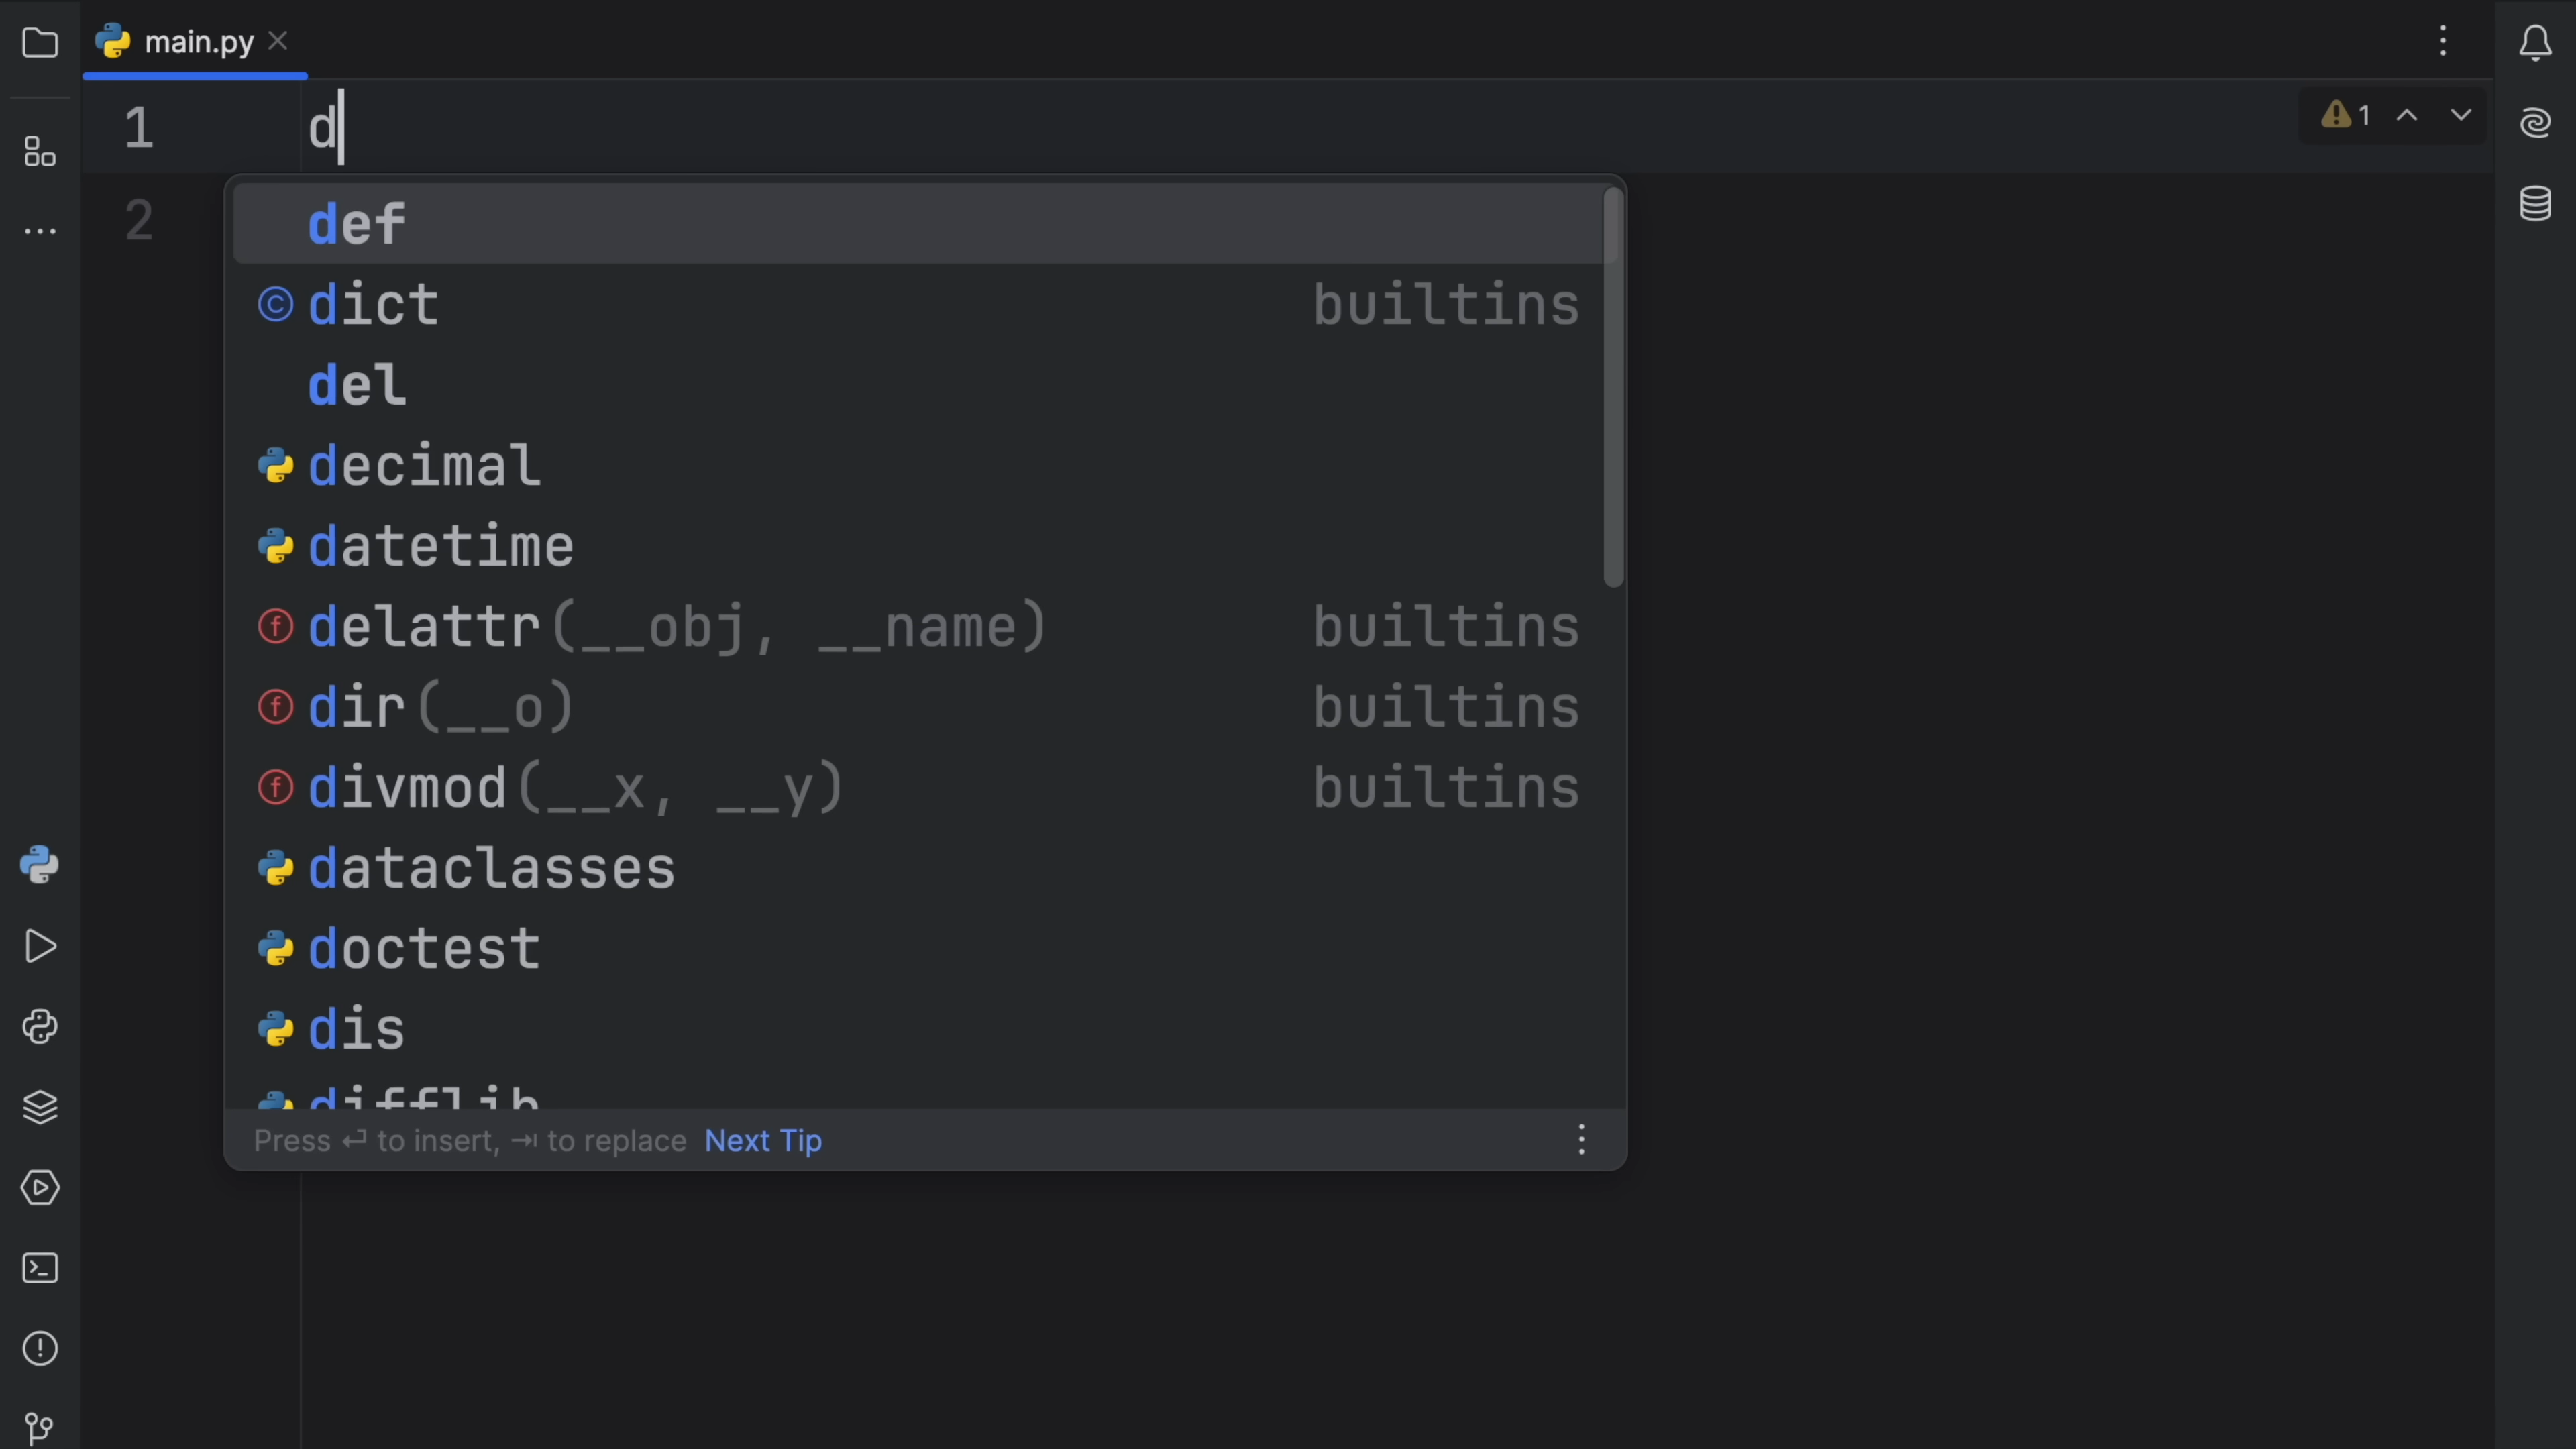 main.py
1 d
1
2
def
dict builtins
del
decimal
datetime
delattr(__obj, __name) builtins
dir(__o) builtins
divmod(__x, __y) builtins
dataclasses
doctest
dis
difflib
Press ↵ to insert, ⇥ to replace Next Tip